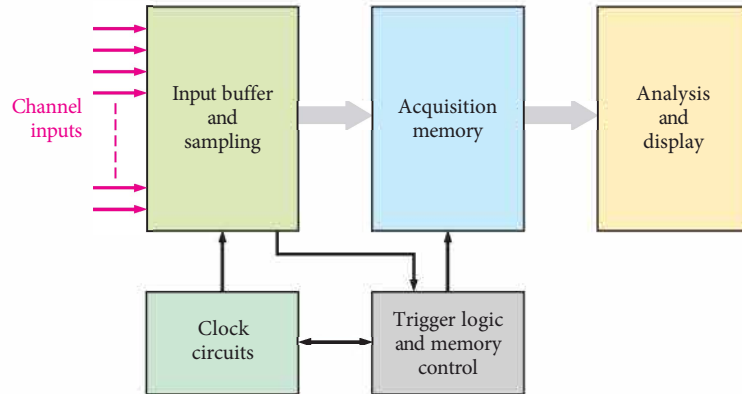 Channel
inputs
Input buffer
and
sampling
Acquisition
memory
Analysis
and
display
Clock
circuits
Trigger logic
and memory
control